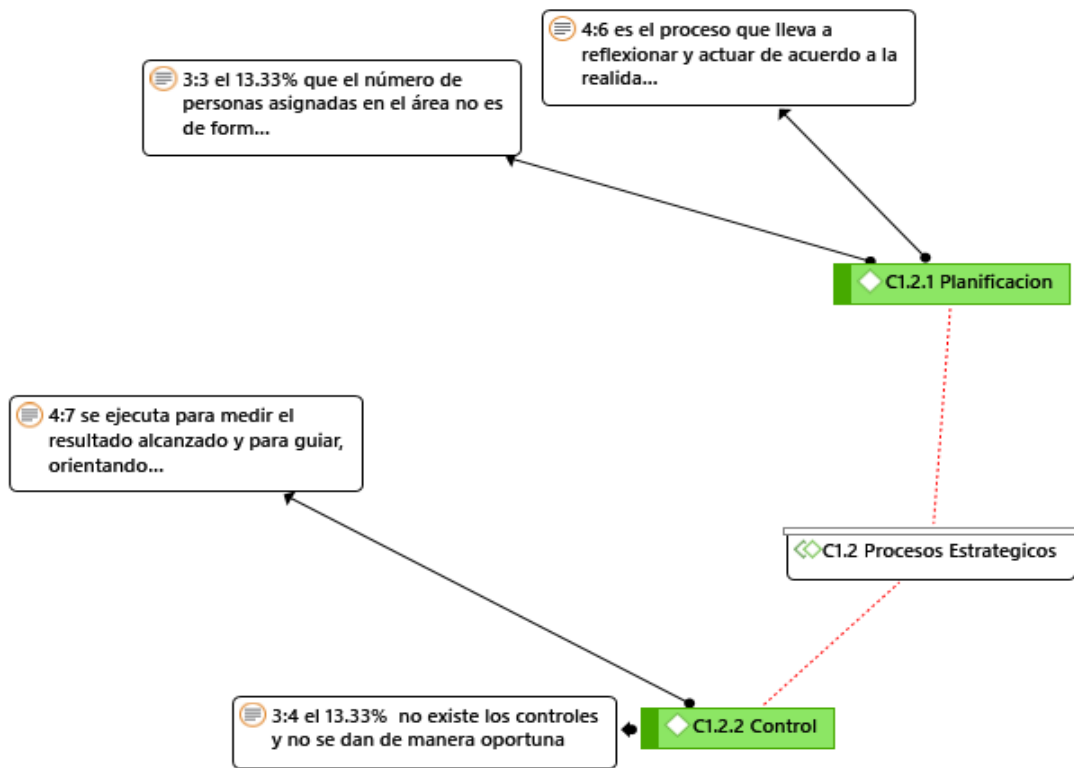 4:6 es el proceso que lleva a
reflexionar y actuar de acuerdo a la
realida...
3:3 el 13.33% que el número de
personas asignadas en el área no es
de form...
C1.2.1 Planificacion
4:7 se ejecuta para medir el
resultado alcanzado y para guiar,
orientando...
C1.2 Procesos Estrategicos
3:4 el 13.33% no existe los controles
y no se dan de manera oportuna
C1.2.2 Control